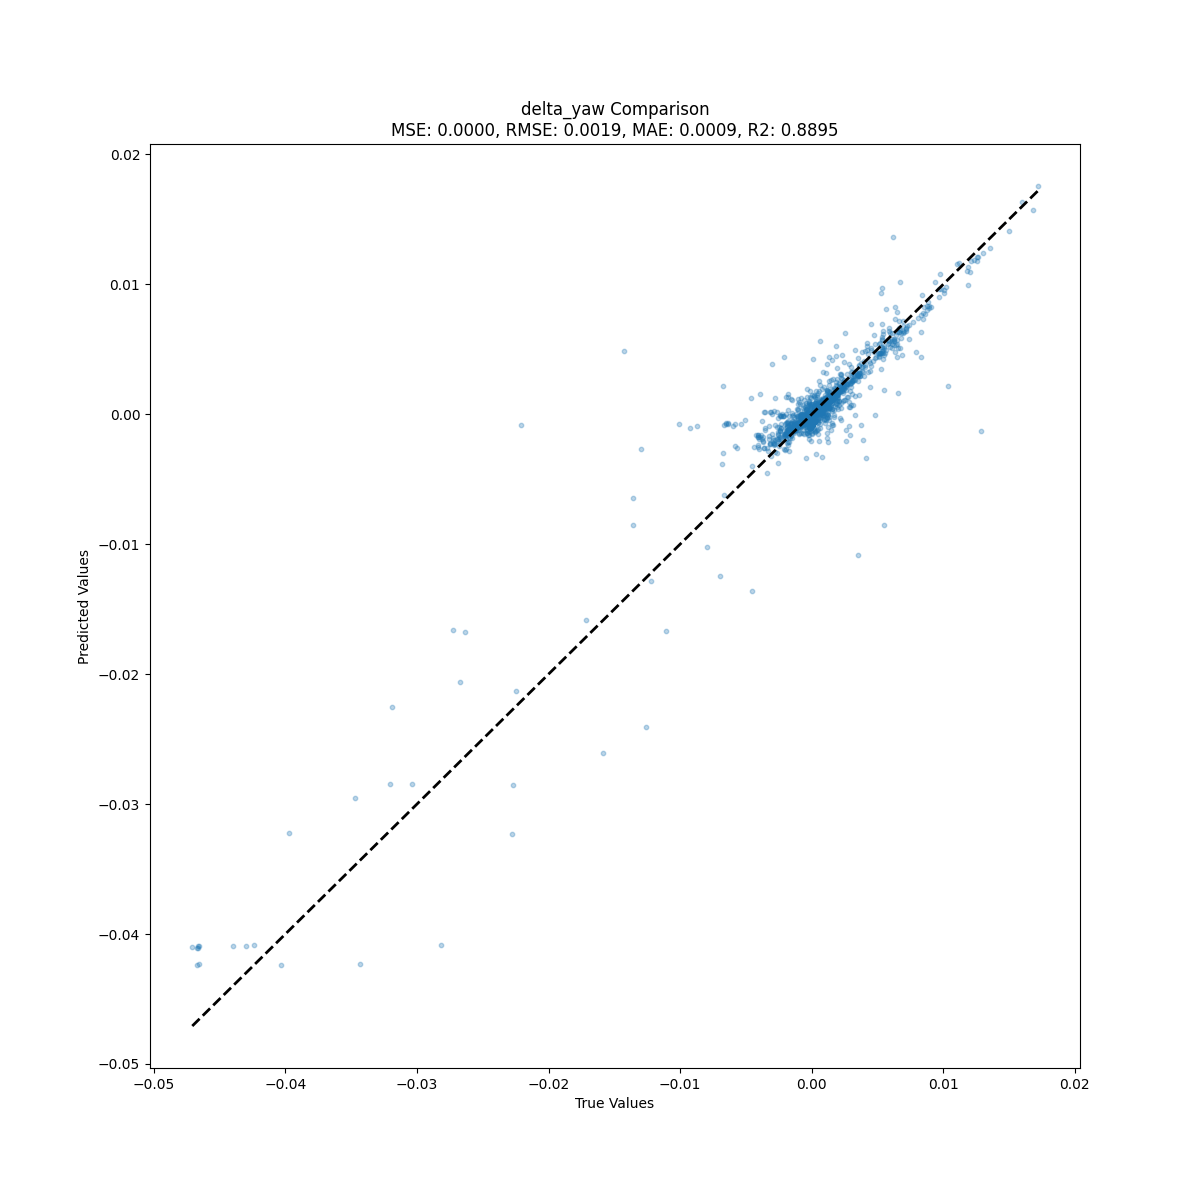 delta_yaw Comparison
MSE: 0.0000, RMSE: 0.0019, MAE: 0.0009, R2: 0.8895
0.02
0.01
0.00
−0.01
−0.02
−0.03
−0.04
−0.05
Predicted Values
−0.05 −0.04 −0.03 −0.02 −0.01 0.00 0.01 0.02
True Values